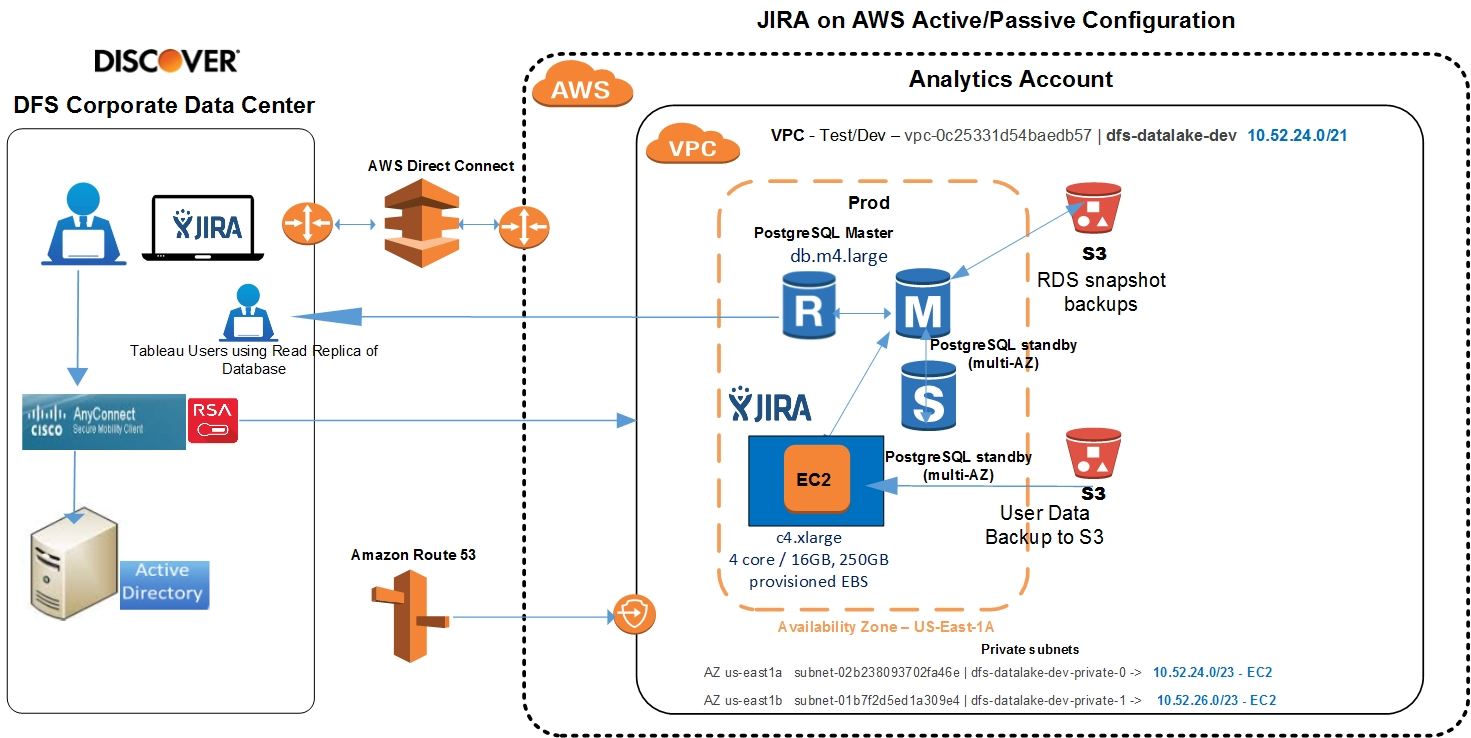 JIRA on AWS Active/Passive Configuration
DISCOVER
DFS Corporate Data Center
AWS
Analytics Account
VPC
VPC - Test/Dev – vpc-0c25331d54baedb57 | dfs-datalake-dev 10.52.24.0/21
AWS Direct Connect
JIRA
Prod
PostgreSQL Master
db.m4.large
R
M
S3
RDS snapshot
backups
Tableau Users using Read Replica of
Database
PostgreSQL standby
(multi-AZ)
S
AnyConnect
Secure Mobility Client
CISCO
RSA
JIRA
EC2
PostgreSQL standby
(multi-AZ)
S3
User Data
Backup to S3
c4.xlarge
4 core / 16GB, 250GB
provisioned EBS
Active
Directory
Amazon Route 53
Availability Zone – US-East-1A
Private subnets
AZ us-east1a subnet-02b238093702fa46e | dfs-datalake-dev-private-0 -> 10.52.24.0/23 - EC2
AZ us-east1b subnet-01b7f2d5ed1a309e4 | dfs-datalake-dev-private-1 -> 10.52.26.0/23 - EC2